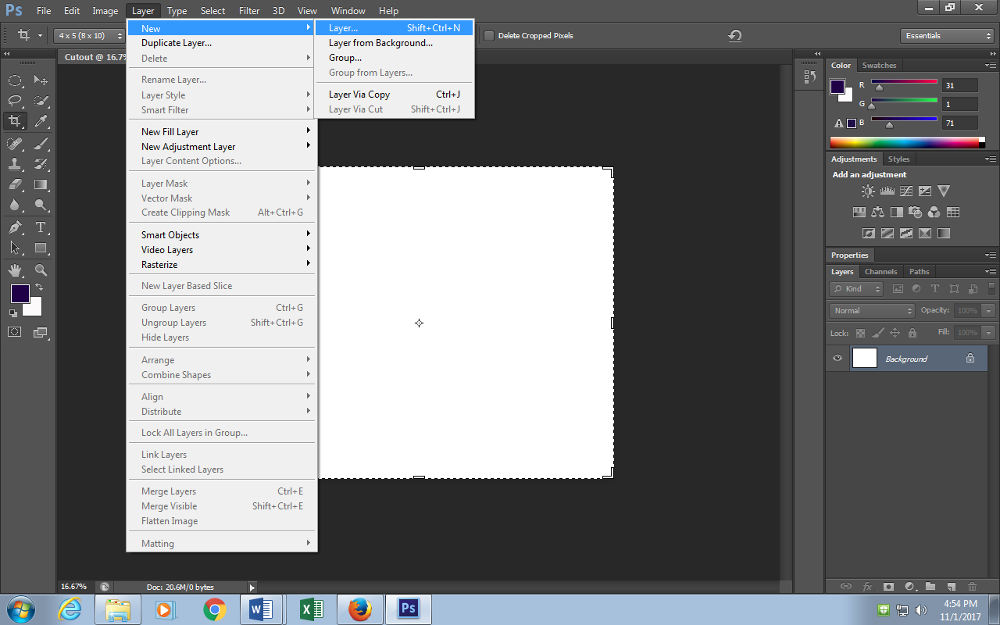 Ps File Edit Image Layer Type Select Filter 3D View Window Help
4 x 5 (8 x 10) Delete Cropped Pixels Essentials
Cutout @ 16.7%
New
Duplicate Layer...
Delete
Rename Layer...
Layer Style
Smart Filter
New Fill Layer
New Adjustment Layer
Layer Content Options...
Layer Mask
Vector Mask
Create Clipping Mask Alt+Ctrl+G
Smart Objects
Video Layers
Rasterize
New Layer Based Slice
Group Layers Ctrl+G
Ungroup Layers Shift+Ctrl+G
Hide Layers
Arrange
Combine Shapes
Align
Distribute
Lock All Layers in Group...
Link Layers
Select Linked Layers
Merge Layers Ctrl+E
Merge Visible Shift+Ctrl+E
Flatten Image
Matting
Layer... Shift+Ctrl+N
Layer from Background...
Group...
Group from Layers...
Layer Via Copy Ctrl+J
Layer Via Cut Shift+Ctrl+J
Color Swatches
R 31
G 1
B 71
Adjustments Styles
Add an adjustment
Properties
Layers Channels Paths
Kind
Normal Opacity: 100%
Lock: Fill: 100%
Background
fx
16.67% Doc: 20.6M/0 bytes
Ps
4:54 PM
11/1/2017